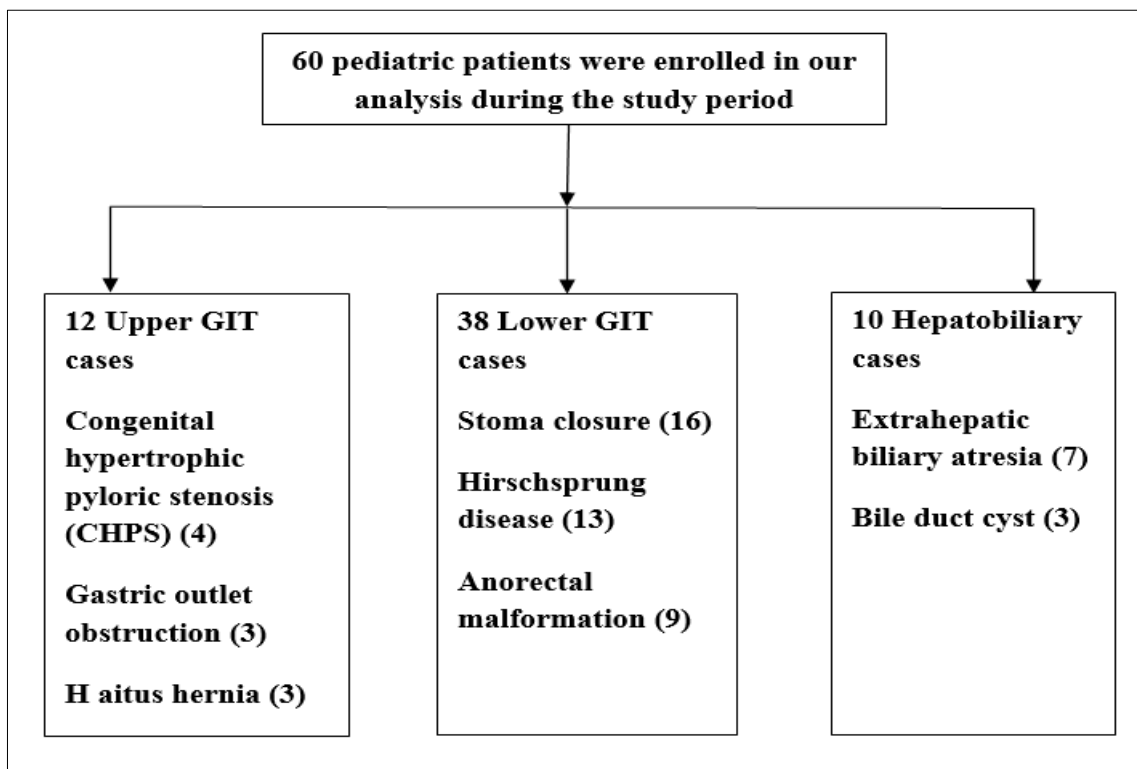 60 pediatric patients were enrolled in our
analysis during the study period
12 Upper GIT
cases
Congenital
hypertrophic
pyloric stenosis
(CHPS) (4)
Gastric outlet
obstruction (3)
H aitus hernia (3)
38 Lower GIT
cases
Stoma closure (16)
Hirschsprung
disease (13)
Anorectal
malformation (9)
10 Hepatobiliary
cases
Extrahepatic
biliary atresia (7)
Bile duct cyst (3)